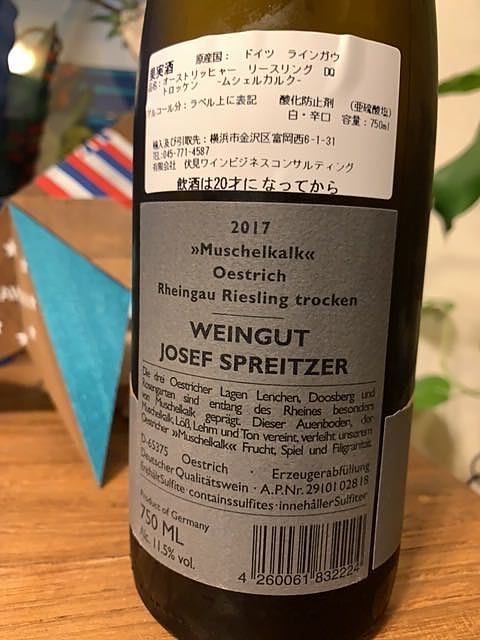 果実酒 原産国： ドイツ ラインガウ
品名：オーストリッヒャー リースリング DQ
トロッケン ~ムシェルカルク~
アルコール分：ラベル上に表記 酸化防止剤 (亜硫酸塩)
白・辛口 容量：750ml
輸入及び引取先：横浜市金沢区富岡西6-1-31
TEL:045-771-4587
有限会社 伏見ワインビジネスコンサルティング
飲酒は20才になってから
2017
»Muschelkalk«
Oestrich
Rheingau Riesling trocken
WEINGUT
JOSEF SPREITZER
Die drei Oestricher Lagen Lenchen, Doosberg und
Rosengarten sind entlang des Rheines besonders
von Muschelkalk geprägt. Dieser Auenboden, der
Muschelkalk, Löß, Lehm und Ton vereint, verleiht unserem
Oestricher »Muschelkalk« Frucht, Spiel und Filigranität.
D-65375 Oestrich · Erzeugerabfüllung
Deutscher Qualitätswein · A.P.Nr. 29101 028 18
Enthält Sulfite · contains sulfites · innehåller Sulfiter
Product of Germany
750 ML
Alc. 11.5% vol.
4 260061 832224